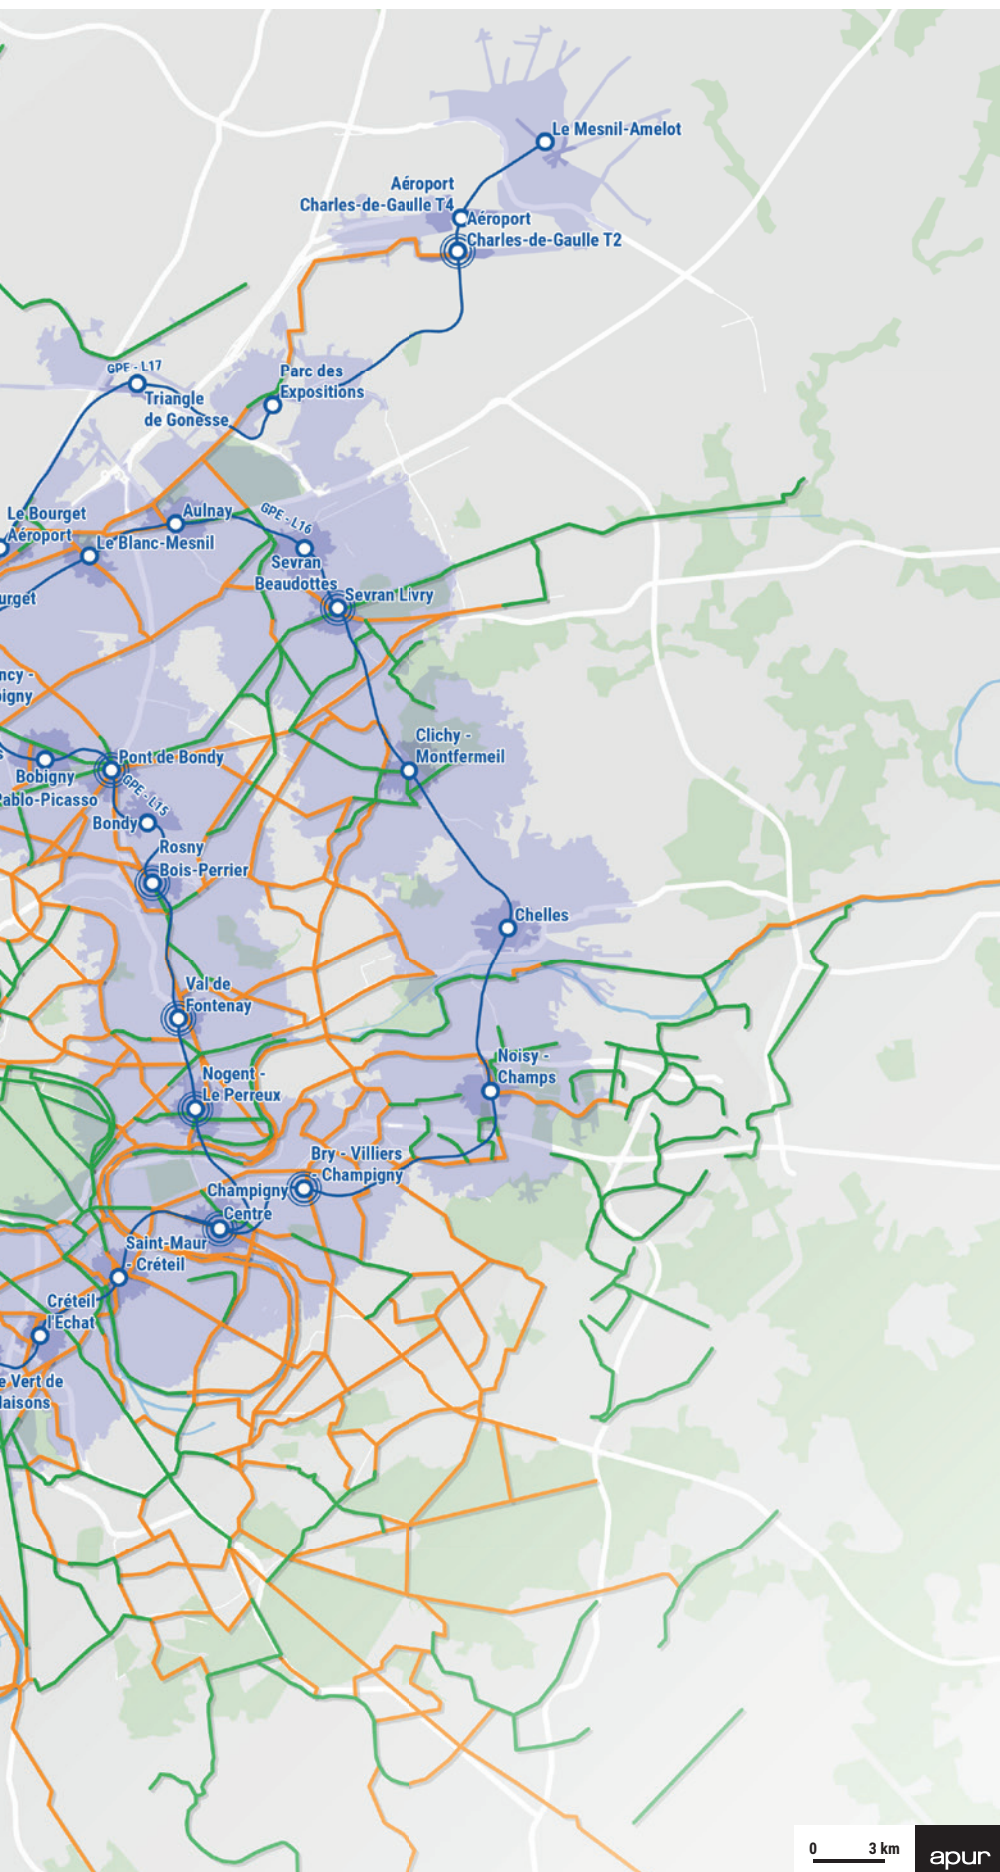 Le Mesnil-Amelot
Aéroport
Charles-de-Gaulle T4
Aéroport
Charles-de-Gaulle T2
GPE - L17
Triangle
de Gonesse
Parc des
Expositions
Le Bourget
Aéroport
Aulnay
GPE - L16
Le Blanc-Mesnil
Sevran
Beaudottes
Sevran Livry
urget
ncy -
igny
Clichy -
Montfermeil
Pont de Bondy
Bobigny
Pablo-Picasso
GPE - L15
Bondy
Rosny
Bois-Perrier
Chelles
Val de
Fontenay
Noisy -
Champs
Nogent -
Le Perreux
Bry - Villiers
- Champigny
Champigny
Centre
Saint-Maur
- Créteil
Créteil
l'Echat
e Vert de
aisons
0 3 km
apur